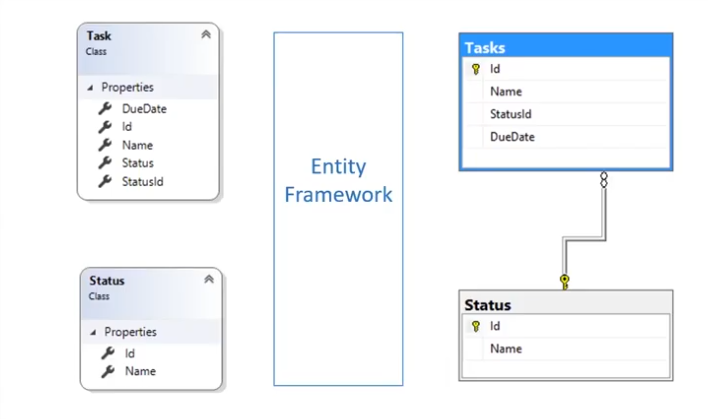 Task
Class
Properties
DueDate
Id
Name
Status
StatusId
Status
Class
Properties
Id
Name
Entity
Framework
Tasks
Id
Name
StatusId
DueDate
Status
Id
Name